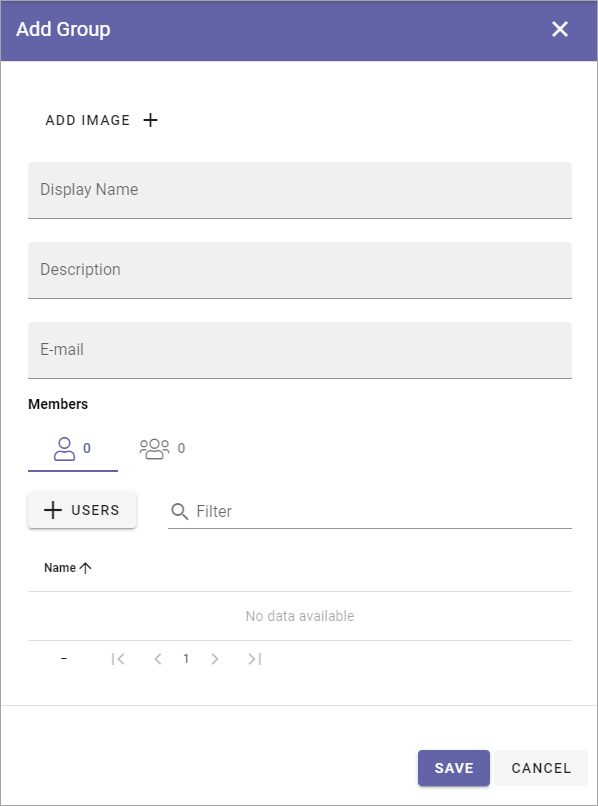 Add Group
ADD IMAGE
Display Name
Description
E-mail
Members
0 0
USERS Filter
Name
No data available
– 1
SAVE CANCEL